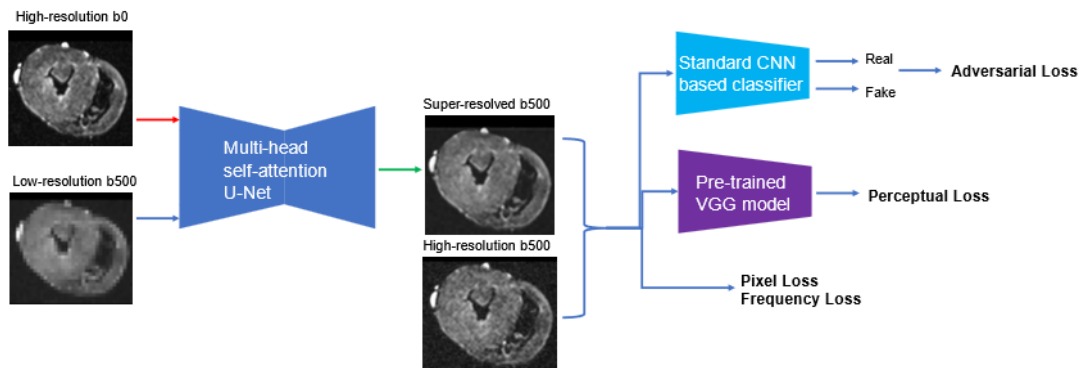 High-resolution b0
Low-resolution b500
Multi-head
self-attention
U-Net
Super-resolved b500
High-resolution b500
Standard CNN
based classifier
Real
Fake
Adversarial Loss
Pre-trained
VGG model
Perceptual Loss
Pixel Loss
Frequency Loss